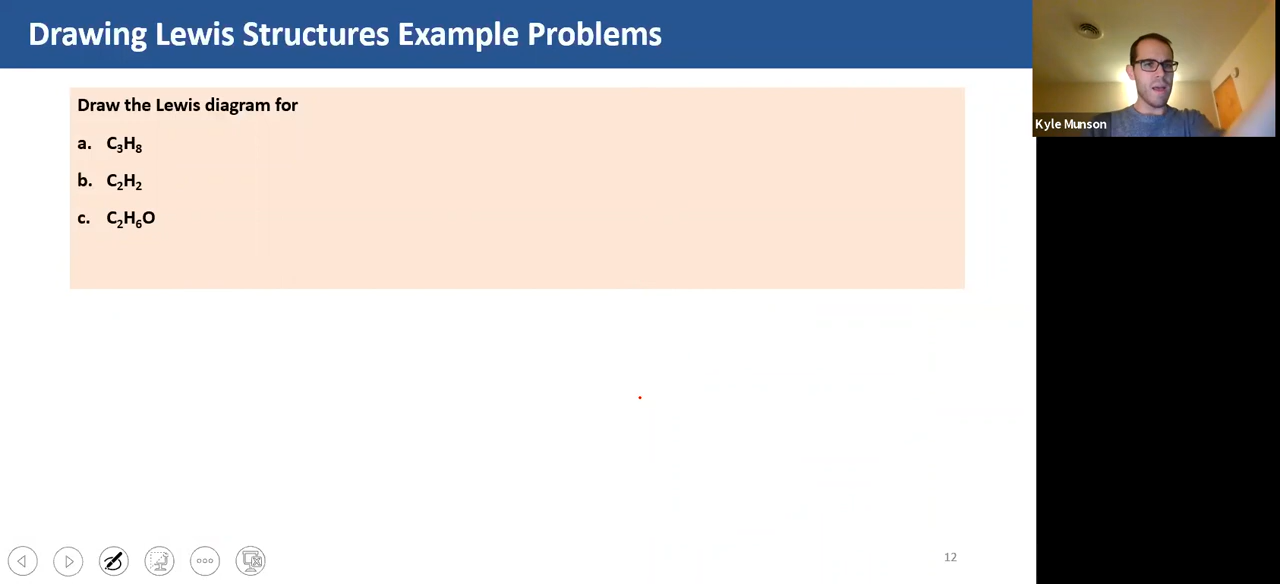 Drawing Lewis Structures Example Problems
Kyle Munson
Draw the Lewis diagram for
a. C₃H₈
b. C₂H₂
c. C₂H₆O
12